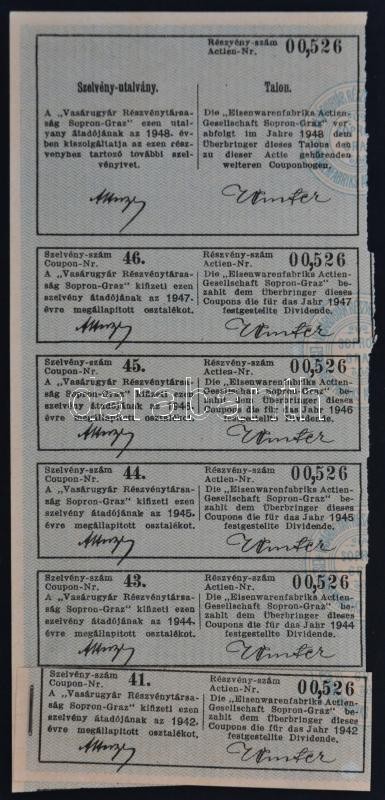 Részvény-szám
Actien-Nr. 00,526
Szelvény-utalvány.
A „Vasárugyár Részvénytársa-
ság Sopron-Graz" ezen utal-
vany átadójának az 1948- év-
ben kiszolgáltatja az ezen rész-
vényhez tartozó további szel-
vényivet.
Talon.
Die „Eisenwarenfabriks Actien-
Gesellschaft Sopron-Graz" ver-
abfolgt im Jahre 1948 dem
Überbringer dieses Talons den
zu dieser Actie gehörenden
weiteren Couponbogen.
Szelvény-szám
Coupon-Nr. 46.
A „Vasárugyár Részvénytársa-
ság Sopron-Graz" kifizeti ezen
szelvény átadójának az 1947-
évre megállapitott osztalékot.
Részvény-szám
Actien-Nr. 00,526
Die „Eisenwarenfabriks Actien-
Gesellschaft Sopron-Graz" be-
zahlt dem Überbringer dieses
Coupons die für das Jahr 1947
festgestellte Dividende.
Szelvény-szám
Coupon-Nr. 45.
A „Vasárugyár Részvénytársa-
ság Sopron-Graz" kifizeti ezen
szelvény átadójának az 1946-
évre megállapitott osztalékot.
Részvény-szám
Actien-Nr. 00,526
Die „Eisenwarenfabriks Actien-
Gesellschaft Sopron-Graz" be-
zahlt dem Überbringer dieses
Coupons die für das Jahr 1946
festgestellte Dividende.
Szelvény-szám
Coupon-Nr. 44.
A „Vasárugyár Részvénytársa-
ság Sopron-Graz" kifizeti ezen
szelvény átadójának az 1945-
évre megállapitott osztalékot.
Részvény-szám
Actien-Nr. 00,526
Die „Eisenwarenfabriks Actien-
Gesellschaft Sopron-Graz" be-
zahlt dem Überbringer dieses
Coupons die für das Jahr 1945
festgestellte Dividende.
Szelvény-szám
Coupon-Nr. 43.
A „Vasárugyár Részvénytársa-
ság Sopron-Graz" kifizeti ezen
szelvény átadójának az 1944-
évre megállapitott osztalékot.
Részvény-szám
Actien-Nr. 00,526
Die „Eisenwarenfabriks Actien-
Gesellschaft Sopron-Graz" be-
zahlt dem Überbringer dieses
Coupons die für das Jahr 1944
festgestellte Dividende.
Szelvény-szám
Coupon-Nr. 41.
A „Vasárugyár Részvénytársa-
ság Sopron-Graz" kifizeti ezen
szelvény átadójának az 1942-
évre megállapitott osztalékot.
Részvény-szám
Actien-Nr. 00,526
Die „Eisenwarenfabriks Actien-
Gesellschaft Sopron-Graz" be-
zahlt dem Überbringer dieses
Coupons die für das Jahr 1942
festgestellte Dividende.